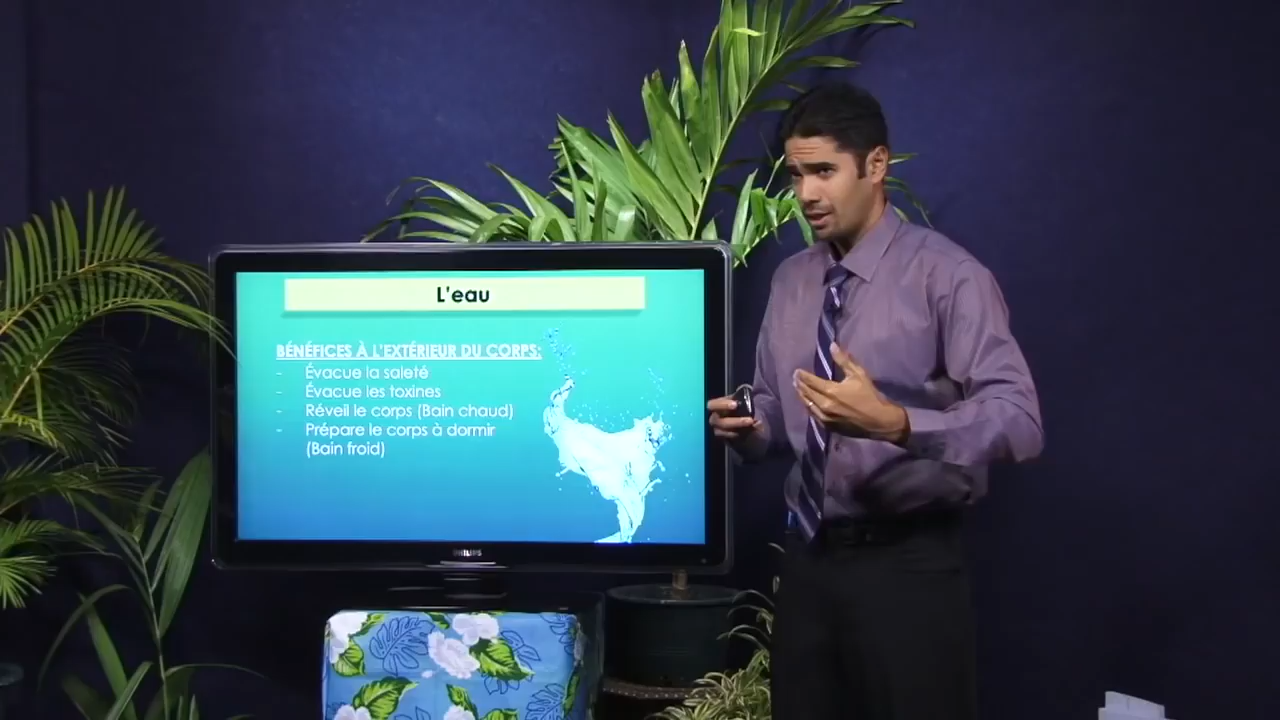 L'eau
BÉNÉFICES À L'EXTÉRIEUR DU CORPS:
- Évacue la saleté
- Évacue les toxines
- Réveil le corps (Bain chaud)
- Prépare le corps à dormir
(Bain froid)
PHILIPS